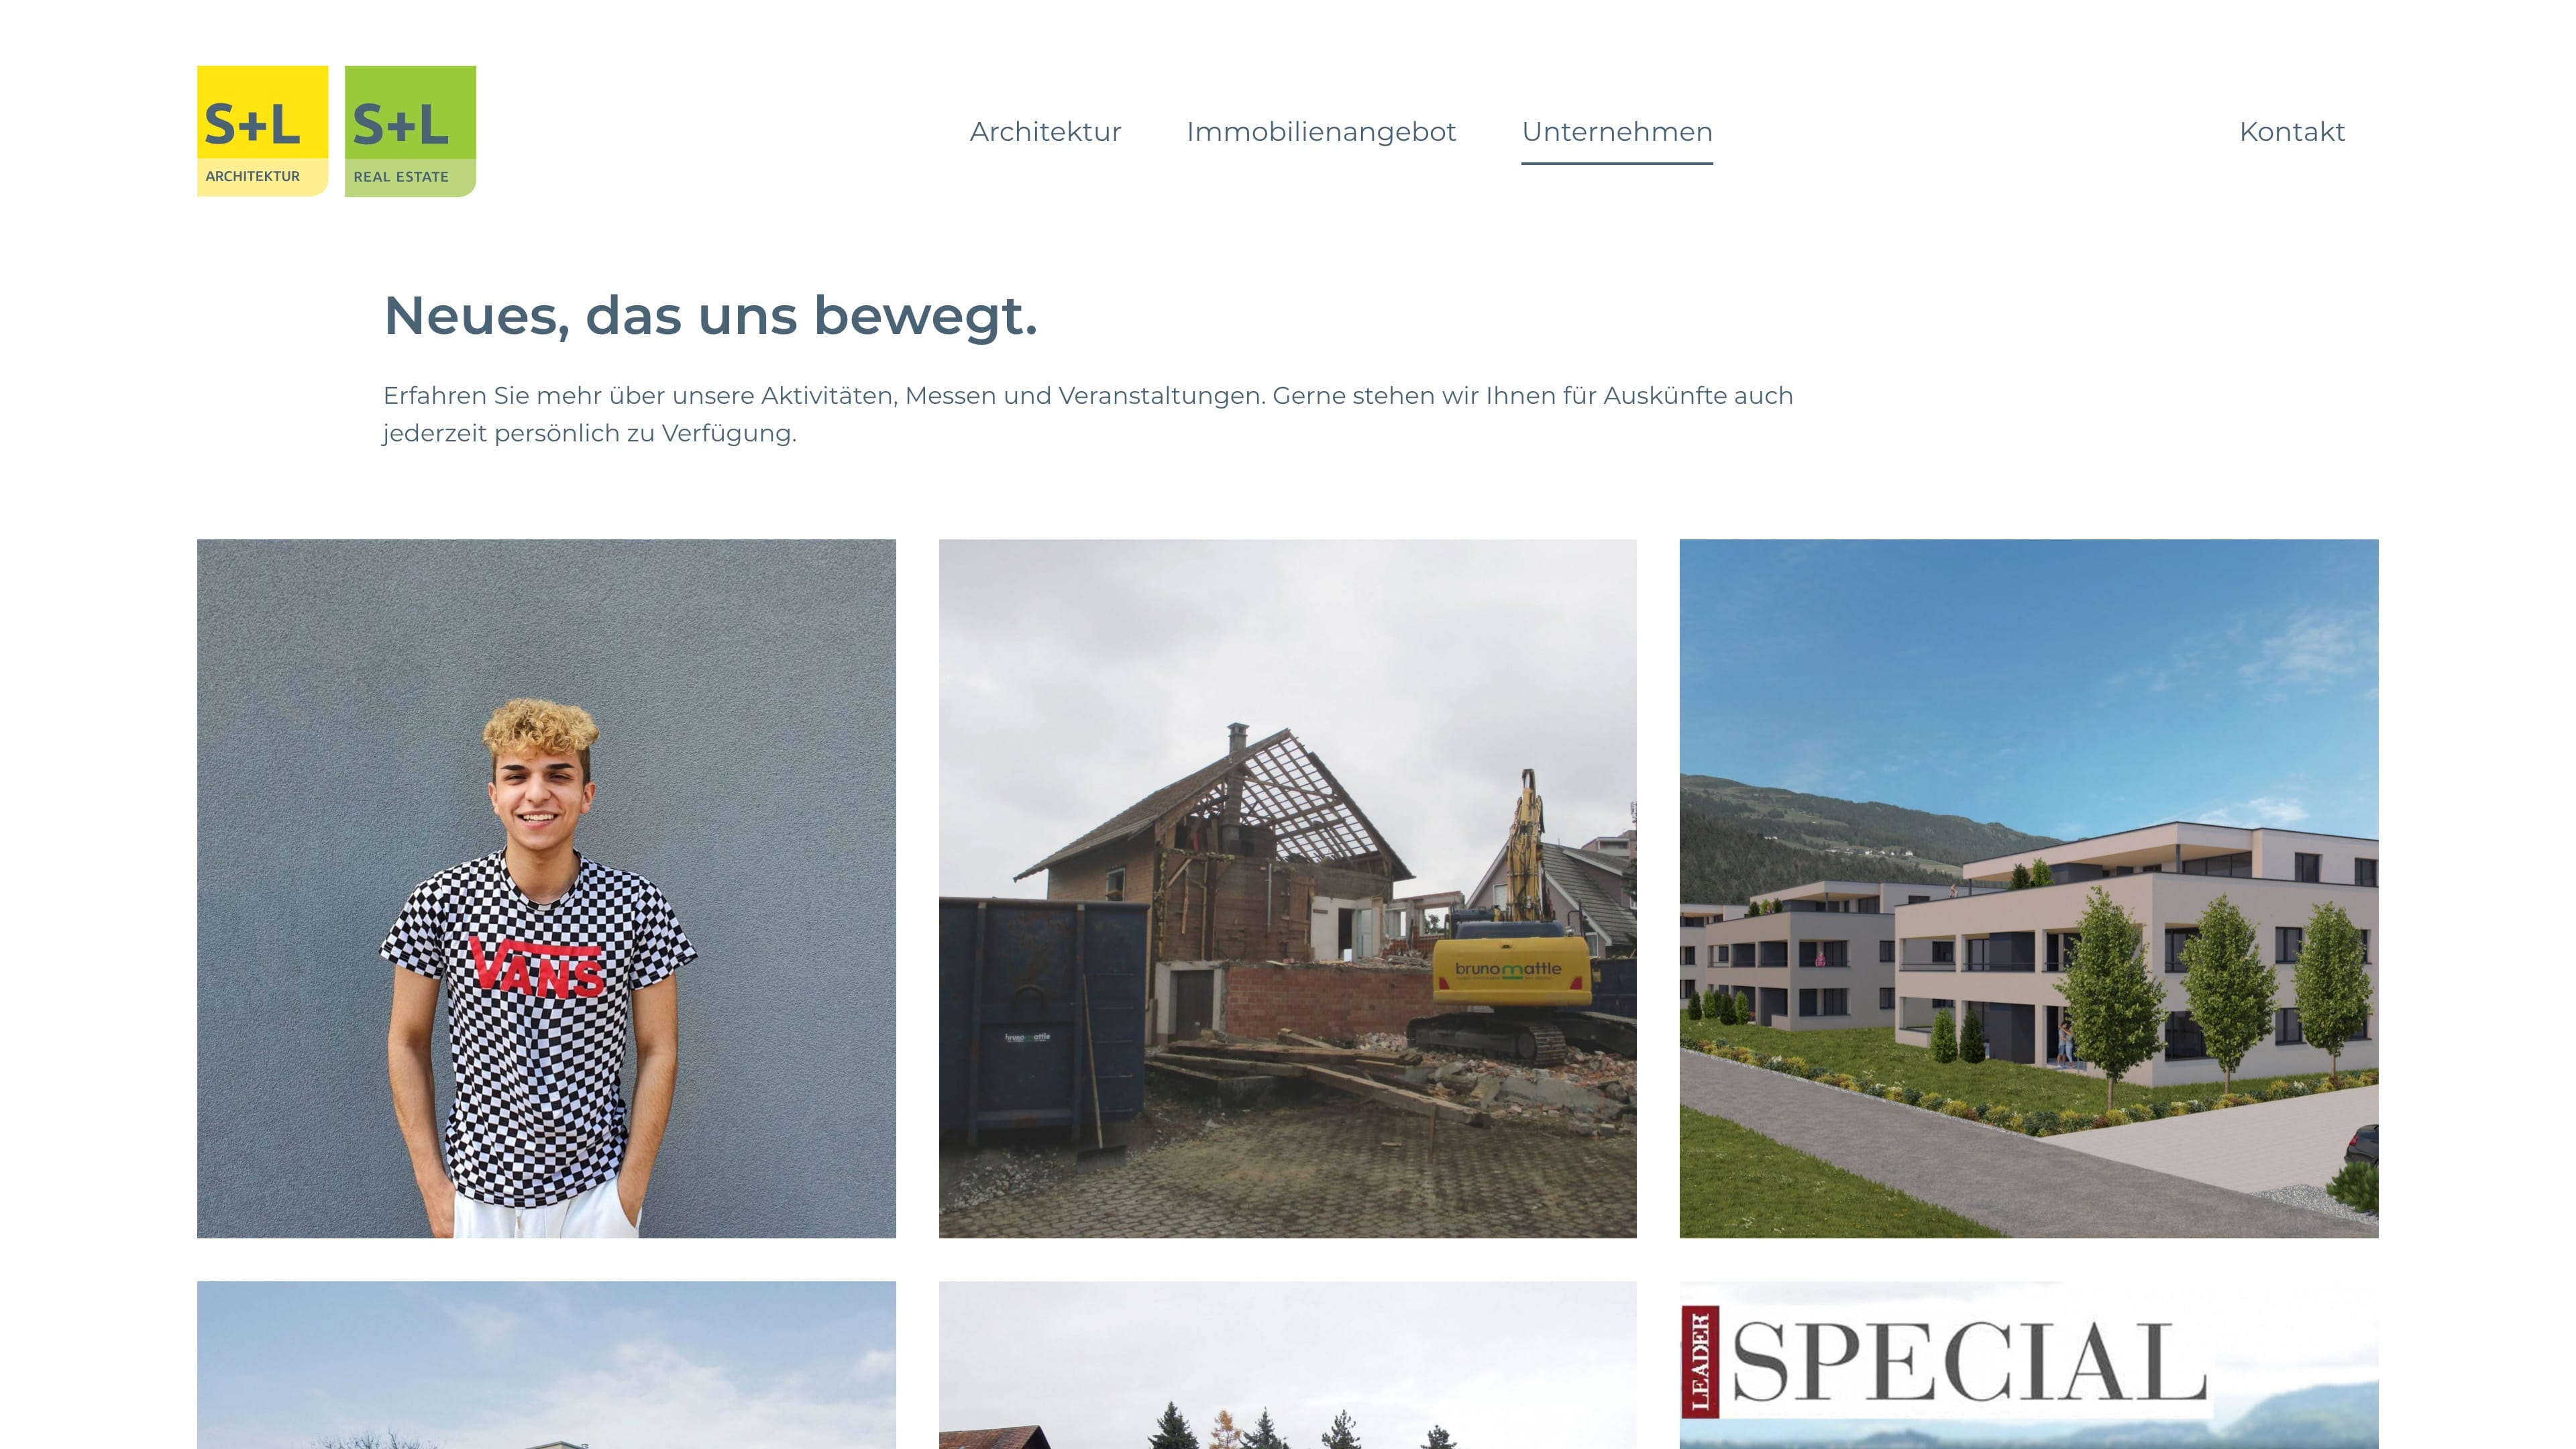 S+L
ARCHITEKTUR
S+L
REAL ESTATE
Architektur
Immobilienangebot
Unternehmen
Kontakt
Neues, das uns bewegt.
Erfahren Sie mehr über unsere Aktivitäten, Messen und Veranstaltungen. Gerne stehen wir Ihnen für Auskünfte auch
jederzeit persönlich zu Verfügung.
VANS
brunomattle
brunomattle
LEADER
SPECIAL